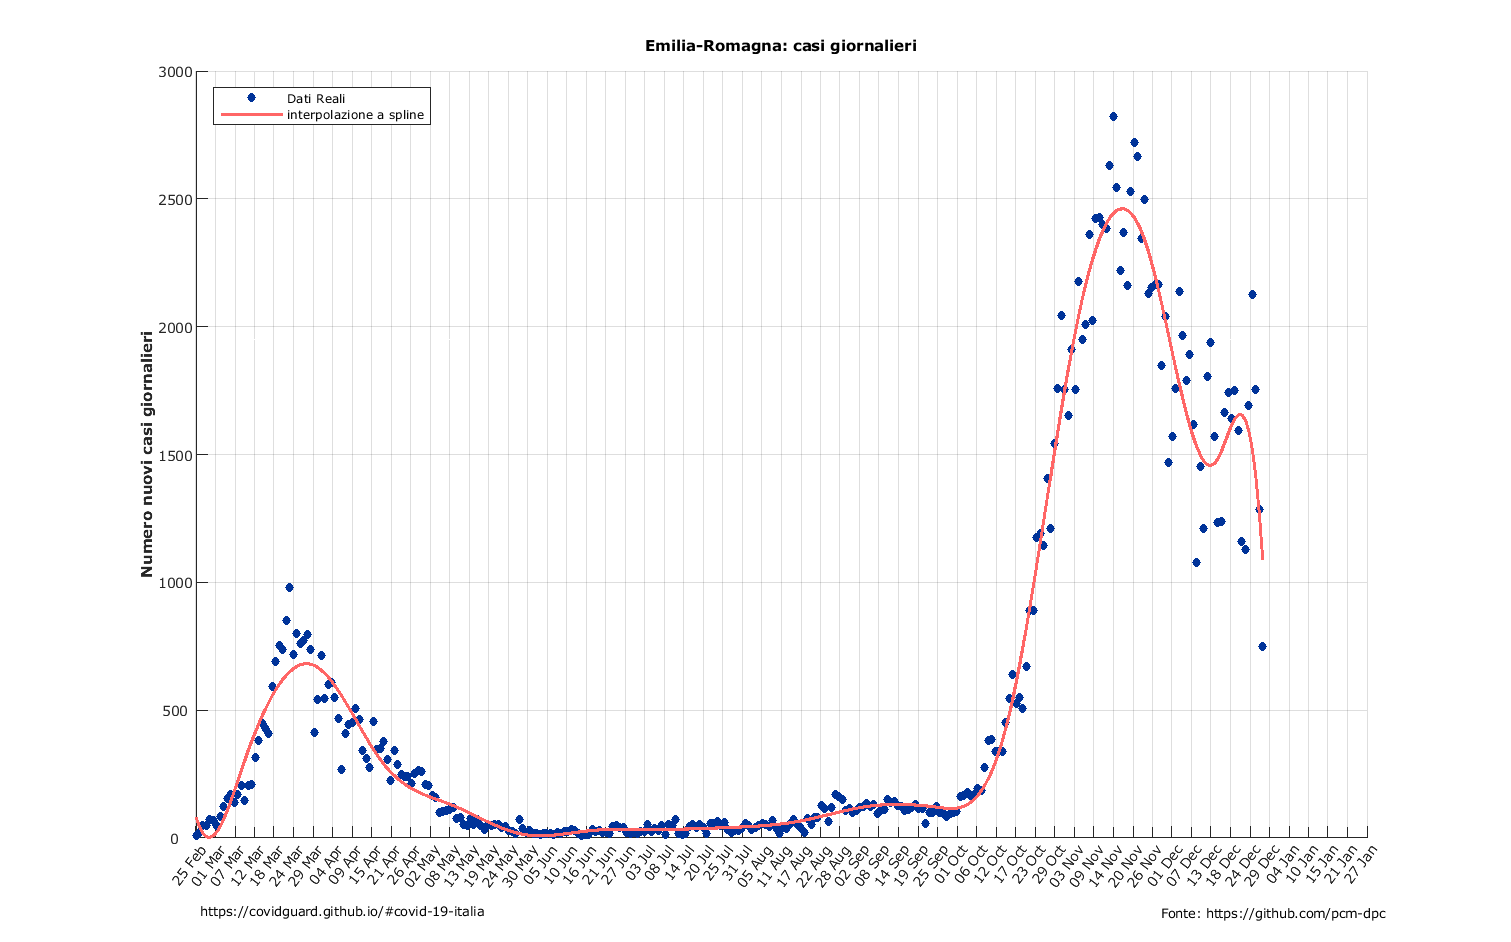 Emilia-Romagna: casi giornalieri
Dati Reali
interpolazione a spline
Numero nuovi casi giornalieri
3000
2500
2000
1500
1000
500
0
25 Feb
01 Mar
07 Mar
12 Mar
18 Mar
24 Mar
29 Mar
04 Apr
09 Apr
15 Apr
21 Apr
26 Apr
02 May
08 May
13 May
19 May
24 May
30 May
05 Jun
10 Jun
16 Jun
21 Jun
27 Jun
03 Jul
08 Jul
14 Jul
20 Jul
25 Jul
31 Jul
05 Aug
11 Aug
17 Aug
22 Aug
28 Aug
02 Sep
08 Sep
14 Sep
19 Sep
25 Sep
01 Oct
06 Oct
12 Oct
17 Oct
23 Oct
29 Oct
03 Nov
09 Nov
14 Nov
20 Nov
26 Nov
01 Dec
07 Dec
13 Dec
18 Dec
24 Dec
29 Dec
04 Jan
10 Jan
15 Jan
21 Jan
27 Jan
https://covidguard.github.io/#covid-19-italia
Fonte: https://github.com/pcm-dpc